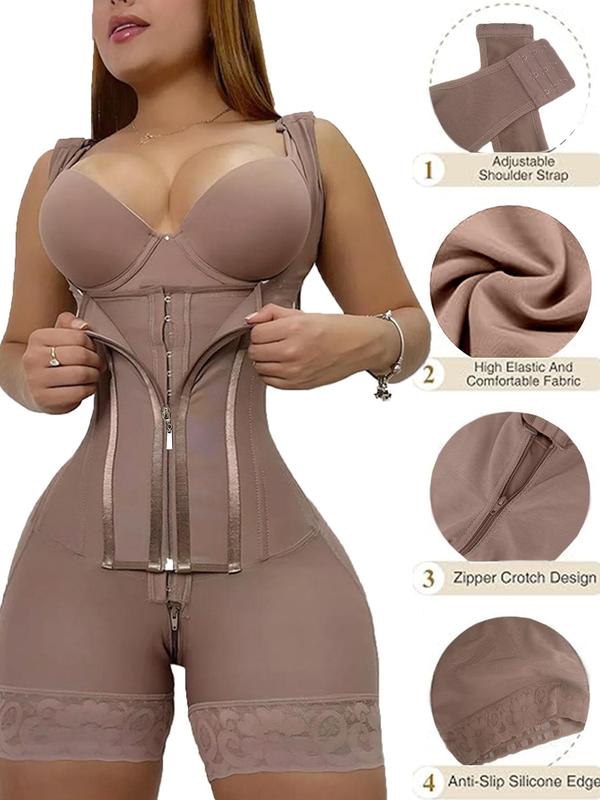 1 Adjustable
Shoulder Strap
2 High Elastic And
Comfortable Fabric
3 Zipper Crotch Design
4 Anti-Slip Silicone Edge